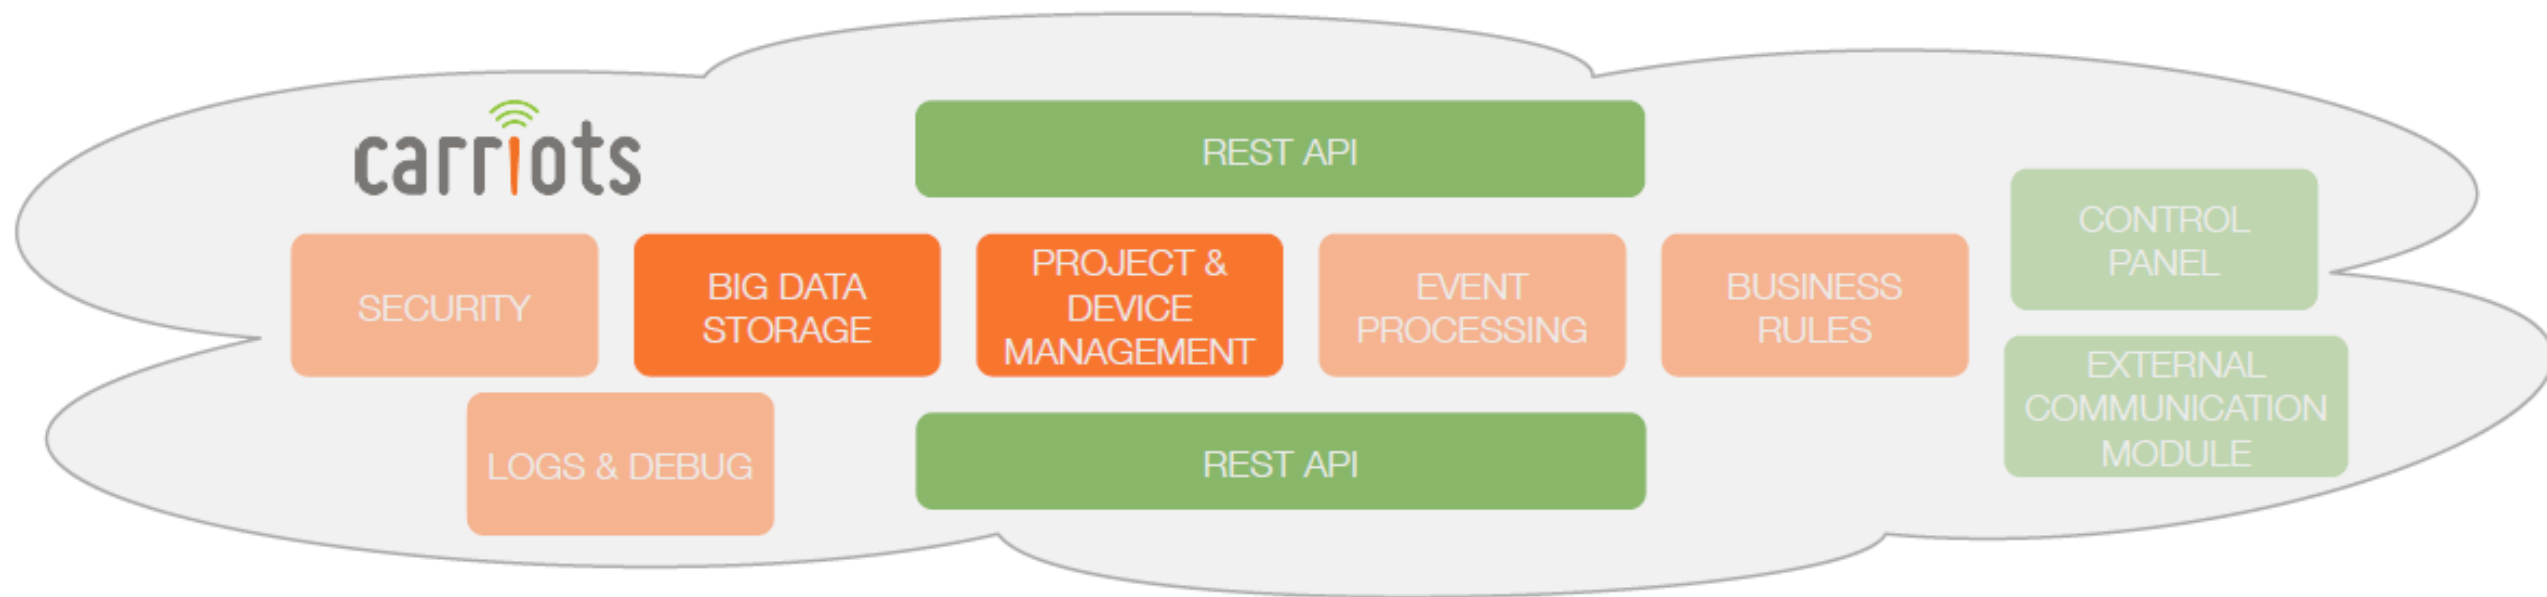 carriots
REST API
SECURITY
BIG DATA
STORAGE
PROJECT &
DEVICE
MANAGEMENT
EVENT
PROCESSING
BUSINESS
RULES
CONTROL
PANEL
LOGS & DEBUG
REST API
EXTERNAL
COMMUNICATION
MODULE